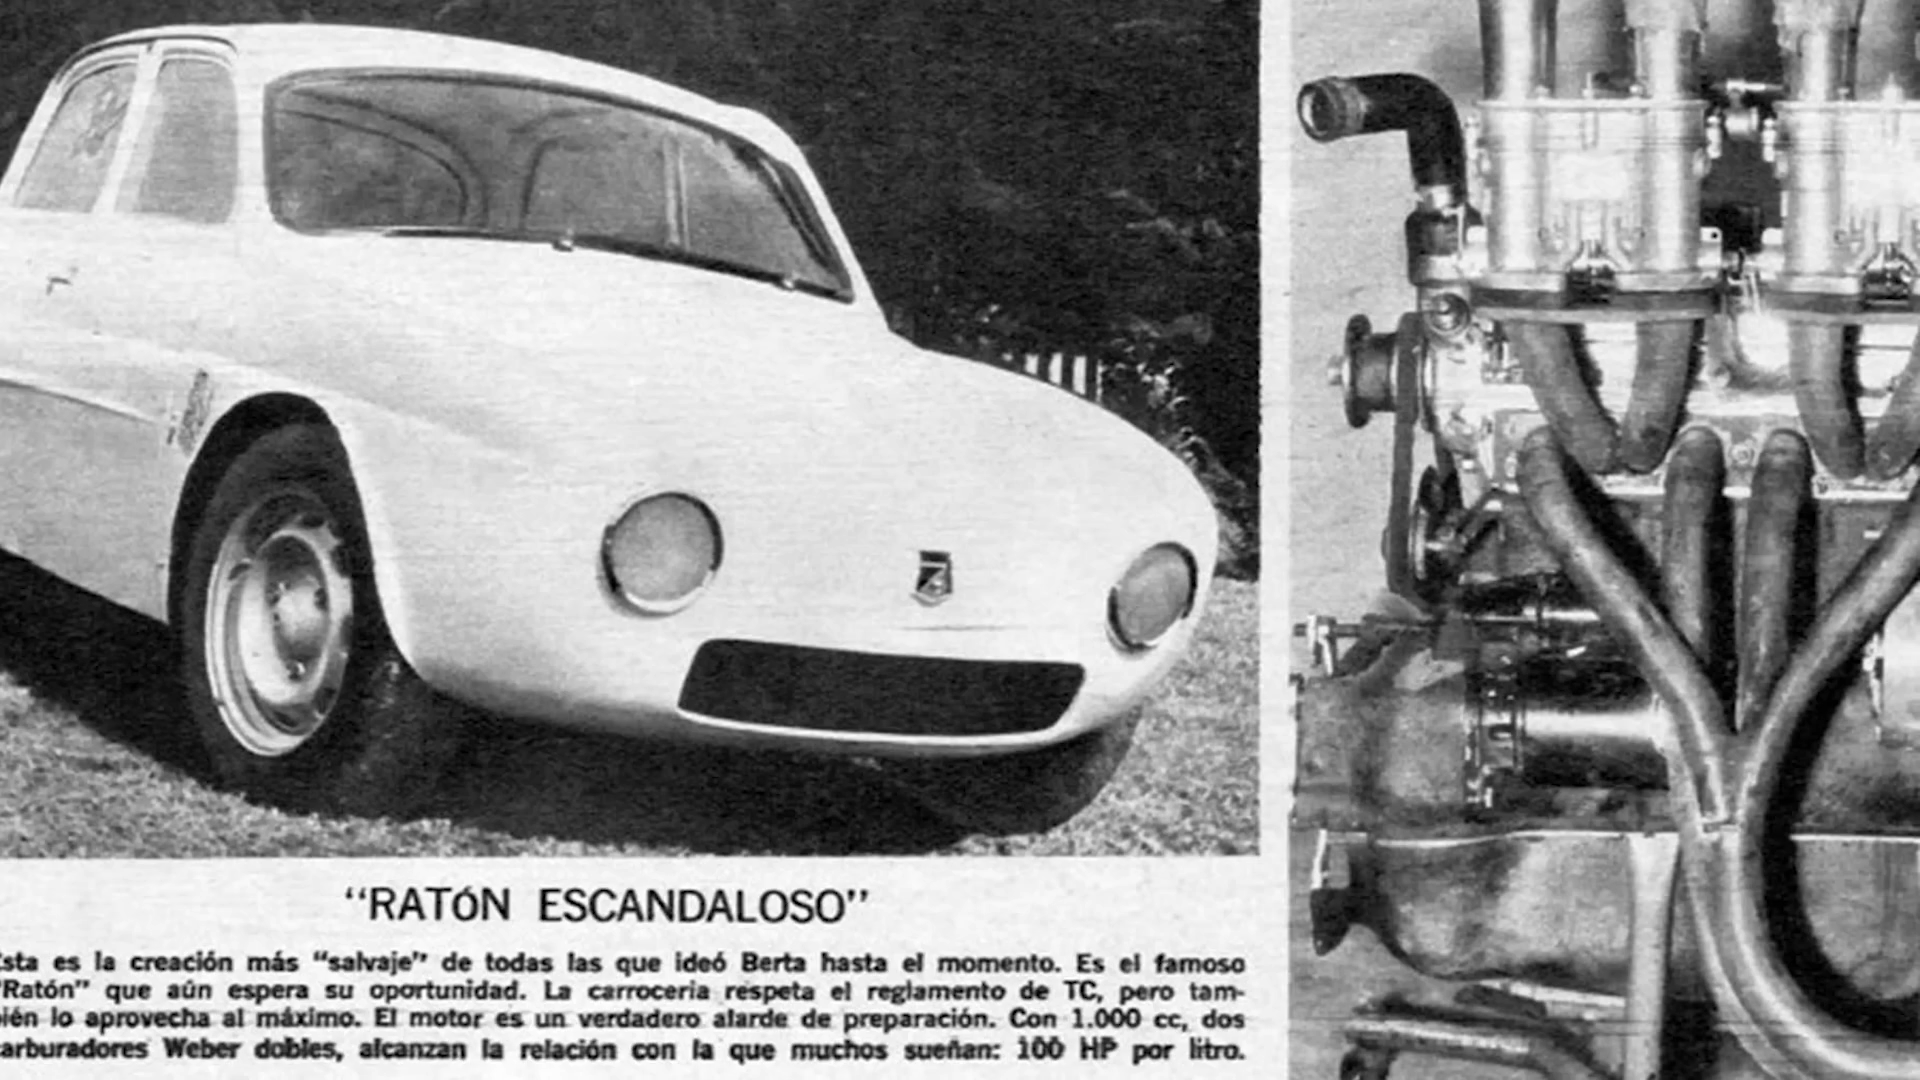 “RATóN ESCANDALOSO”
Esta es la creación más “salvaje” de todas las que ideó Berta hasta el momento. Es el famoso
“Ratón” que aún espera su oportunidad. La carrocería respeta el reglamento de TC, pero tam-
bién lo aprovecha al máximo. El motor es un verdadero alarde de preparación. Con 1.000 cc, dos
carburadores Weber dobles, alcanzan la relación con la que muchos sueñan: 100 HP por litro.